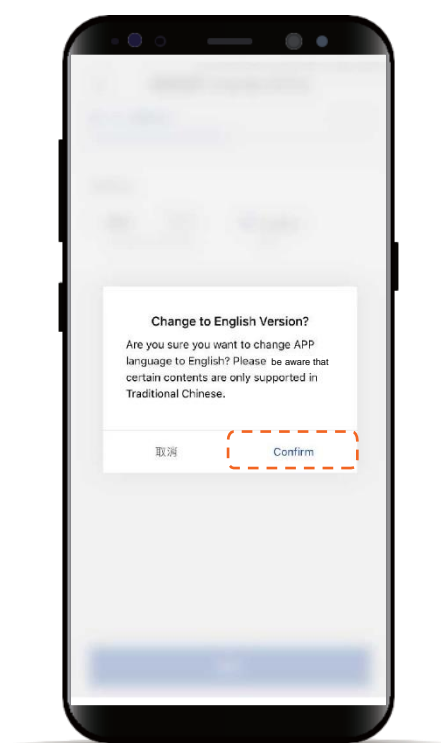 Change to English Version?
Are you sure you want to change APP
language to English? Please be aware that
certain contents are only supported in
Traditional Chinese.
取消
Confirm